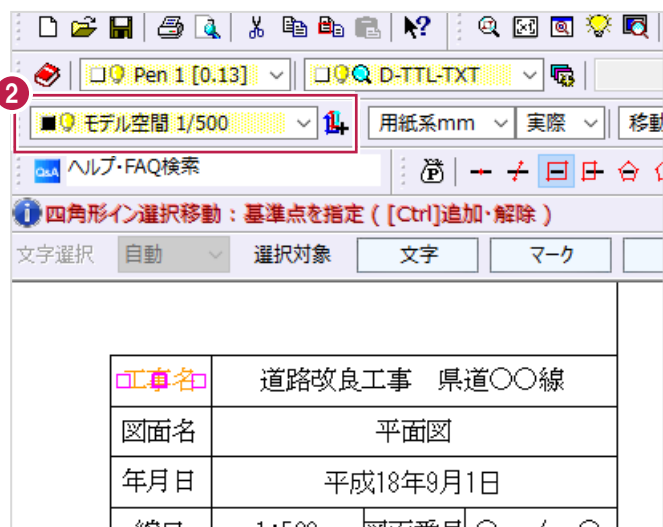 Pen 1 [0.13] D-TTL-TXT
2
モデル空間 1/500 用紙系mm 実際
Q&A ヘルプ・FAQ検索
四角形イン選択移動：基準点を指定 ( [Ctrl]追加・解除 )
文字選択 自動 選択対象 文字 マーク
工事名 道路改良工事 県道〇〇線
図面名 平面図
年月日 平成18年9月1日